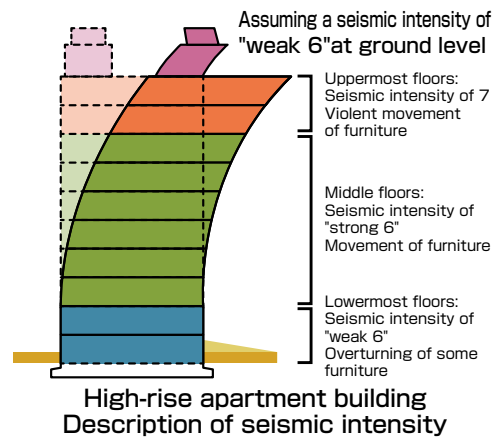 Assuming a seismic intensity of
"weak 6"at ground level
Uppermost floors:
Seismic intensity of 7
Violent movement
of furniture
Middle floors:
Seismic intensity of
"strong 6"
Movement of furniture
Lowermost floors:
Seismic intensity of
"weak 6"
Overturning of some
furniture
High-rise apartment building
Description of seismic intensity